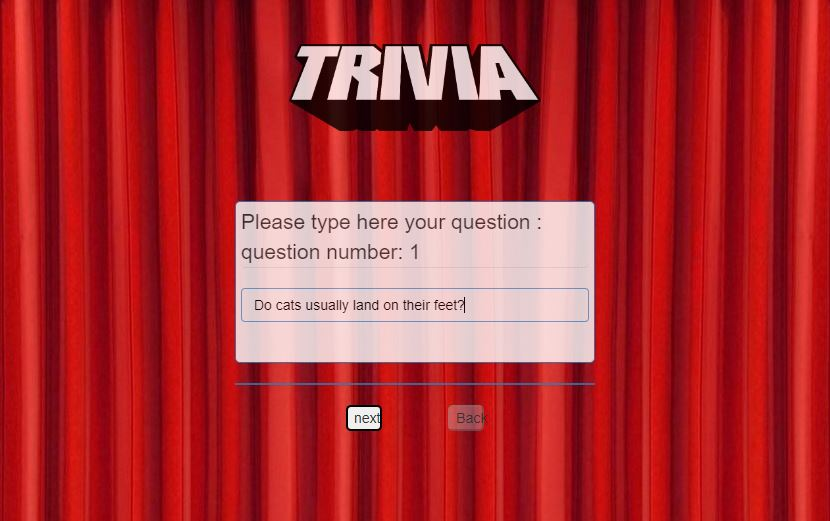 TRIVIA
Please type here your question :
question number: 1
Do cats usually land on their feet?
next
Back